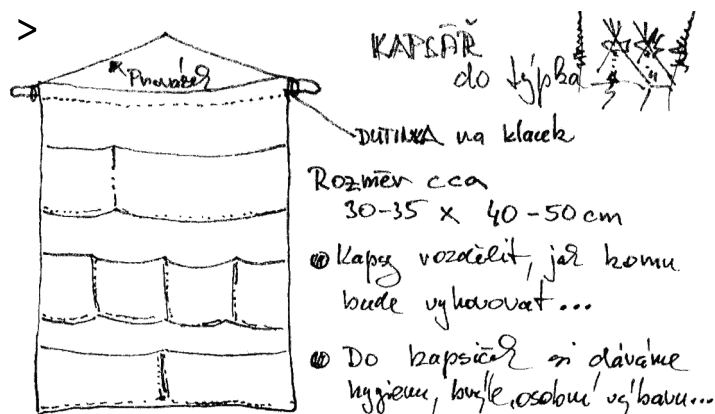 >
KAPSÁŘ
do týpka
Provázek
DUTINKA na klacek
Rozměr cca
30-35 x 40-50 cm
Kapsy rozdělit, jak komu
bude vyhovovat...
Do kapsiček si dáváme
hygienu, brýle, osobní výbavu...